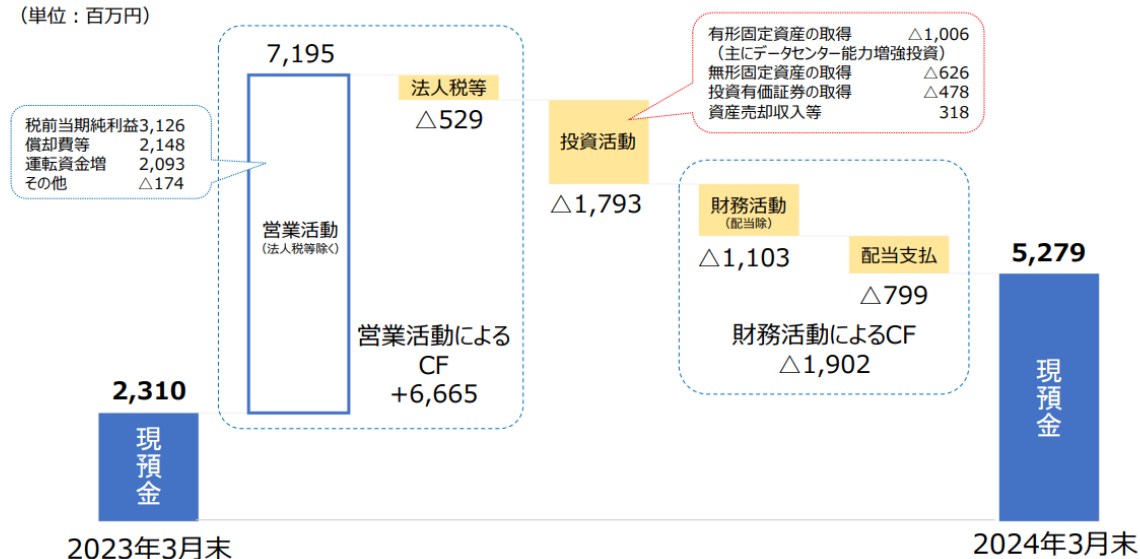 (単位：百万円)
有形固定資産の取得 △1,006
(主にデータセンター能力増強投資)
無形固定資産の取得 △626
投資有価証券の取得 △478
資産売却収入等 318
7,195
法人税等
△529
税前当期純利益3,126
償却費等 2,148
運転資金増 2,093
その他 △174
投資活動
△1,793
営業活動
(法人税等除く)
財務活動
(配当除)
△1,103
配当支払
△799
5,279
営業活動による
CF
+6,665
財務活動によるCF
△1,902
2,310
現預金
現預金
2023年3月末
2024年3月末